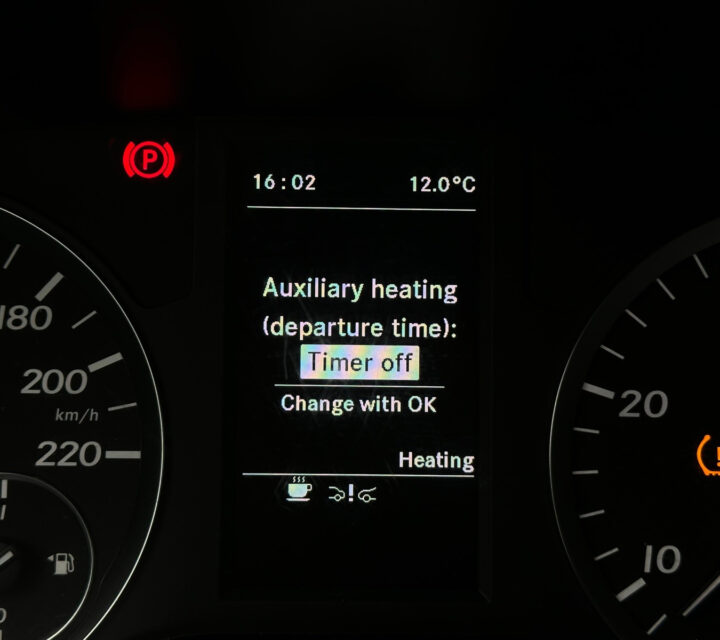 P
16:02 12.0°C
Auxiliary heating
(departure time):
Timer off
Change with OK
Heating
180
200
km/h
220
20
10